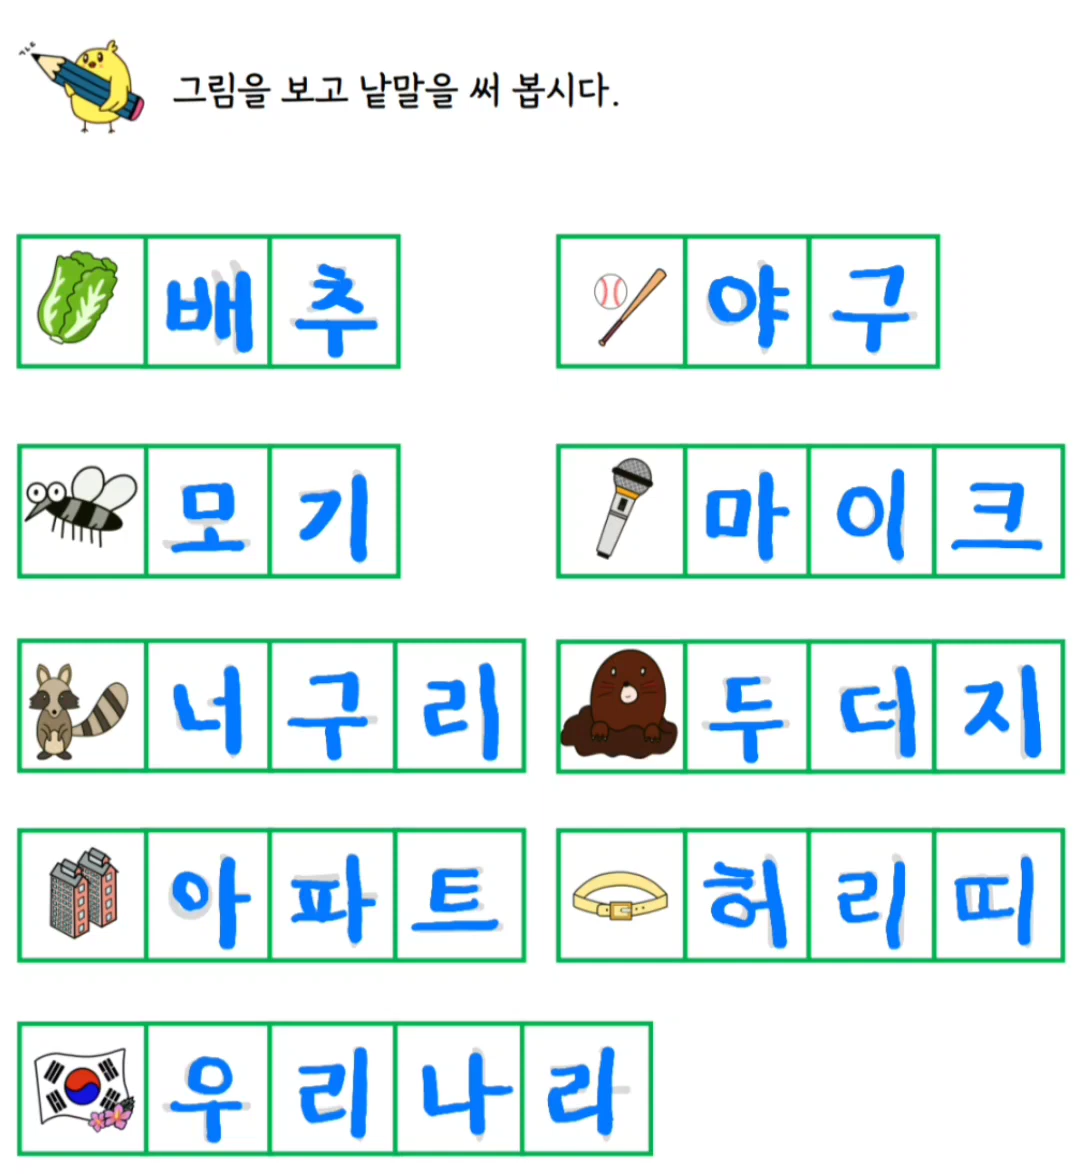 ㄱㄴㄷ
그림을 보고 낱말을 써 봅시다.
배추
야구
모기
마이크
너구리
두더지
아파트
허리띠
우리나라